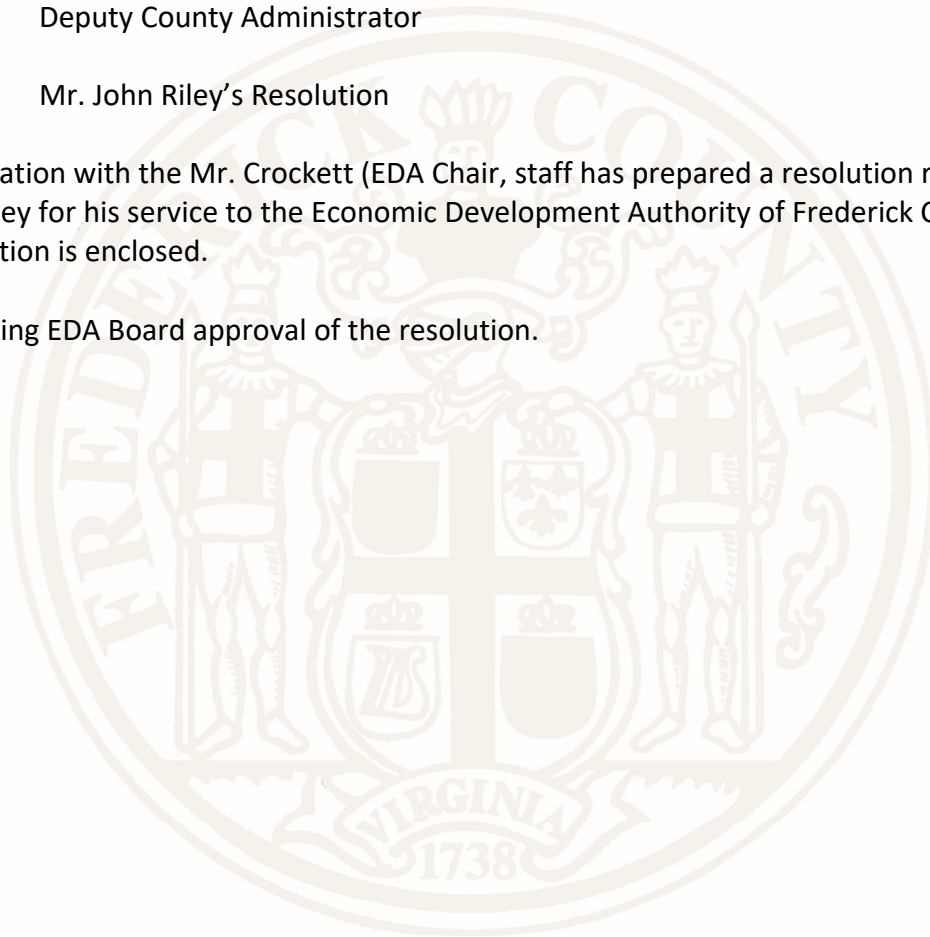 Deputy County Administrator
Mr. John Riley’s Resolution
ation with the Mr. Crockett (EDA Chair, staff has prepared a resolution r
ey for his service to the Economic Development Authority of Frederick C
tion is enclosed.
ing EDA Board approval of the resolution.
FREDERICK COUNTY
VIRGINIA
1738